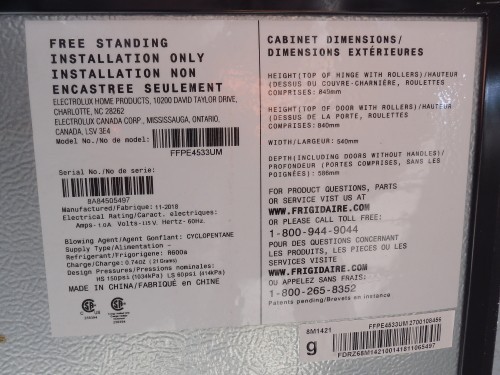 FREE STANDING
INSTALLATION ONLY
INSTALLATION NON
ENCASTREE SEULEMENT
ELECTROLUX HOME PRODUCTS, 10200 DAVID TAYLOR DRIVE,
CHARLOTTE, NC 28262
ELECTROLUX CANADA CORP., MISSISSAUGA, ONTARIO,
CANADA, L5V 3E4
Model No./No de model:
FFPE4533UM
Serial No./No de serie:
8A84505497
Manufactured/Fabrique: 11-2018
Electrical Rating/Caract. electriques:
Amps-1.0A Volts-115V Hertz-60Hz.
Blowing Agent/Agent Gonflant: CYCLOPENTANE
Supply Type/Alimentation -
Refrigerant/Frigorigene: R600a
Charge/Charge: 0.74OZ (21Grams)
Design Pressures/Pressions nominales:
HS 150psi (1034kPa) LS 60psi (414kPa)
MADE IN CHINA/FABRIQUÉ en CHINE
CABINET DIMENSIONS/
DIMENSIONS EXTÉRIEURES
HEIGHT(TOP OF HINGE WITH ROLLERS)/HAUTEUR
(DESSUS DU COUVRE-CHARNIÈRE, ROULETTES
COMPRISES: 845mm
HEIGHT(TOP OF DOOR WITH ROLLERS)/HAUTEUR
(DESSUS DE LA PORTE, ROULETTES
COMPRISES: 840mm
WIDTH/LARGEUR: 540mm
DEPTH(INCLUDING DOORS WITHOUT HANDLES)/
PROFONDEUR (PORTES COMPRISES, SANS LES
POIGNÉES): 586mm
FOR PRODUCT QUESTIONS, PARTS
OR SERVICE VISIT US AT
WWW.FRIGIDAIRE.COM
OR PLEASE CALL TOLL FREE:
1-800-944-9044
POUR DES QUESTIONS CONCERNANT
LES PRODUITS, LES PIECES OU LES
SERVICES VISITE
WWW.FRIGIDAIRE.COM
OU APPELEZ SANS FRAIS
1-800-265-8352
Patents pending/Brevets en instance
8M1421
FFPE4533UM 2700108456
g
FDRZ68M14210014181106S497